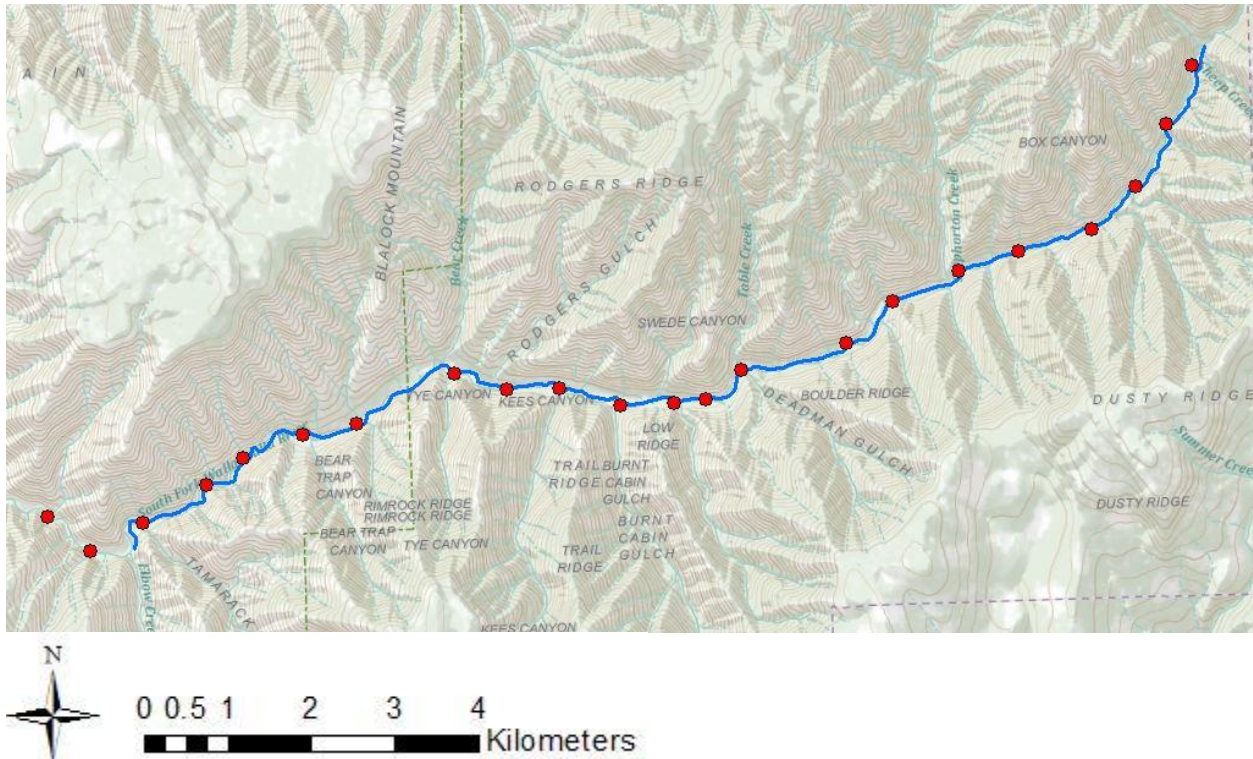 A I N
Sheep Creek
BLALOCK MOUNTAIN
BOX CANYON
RODGERS RIDGE
Bear Creek
RODGERS GULCH
Table Creek
SWEDE CANYON
TYE CANYON
KEES CANYON
BOULDER RIDGE
DUSTY RIDGE
DEADMAN GULCH
LOW
RIDGE
Summer Creek
South Fork Walla Walla
BEAR
TRAP
CANYON
TRAIL
RIDGE
BURNT
CABIN
GULCH
RIMROCK RIDGE
RIMROCK RIDGE
DUSTY RIDGE
BEAR TRAP
CANYON
TYE CANYON
BURNT
CABIN
GULCH
TRAIL
RIDGE
Elbow Creek
TAMARACK
KEES CANYON
N
0 0.5 1 2 3 4
Kilometers